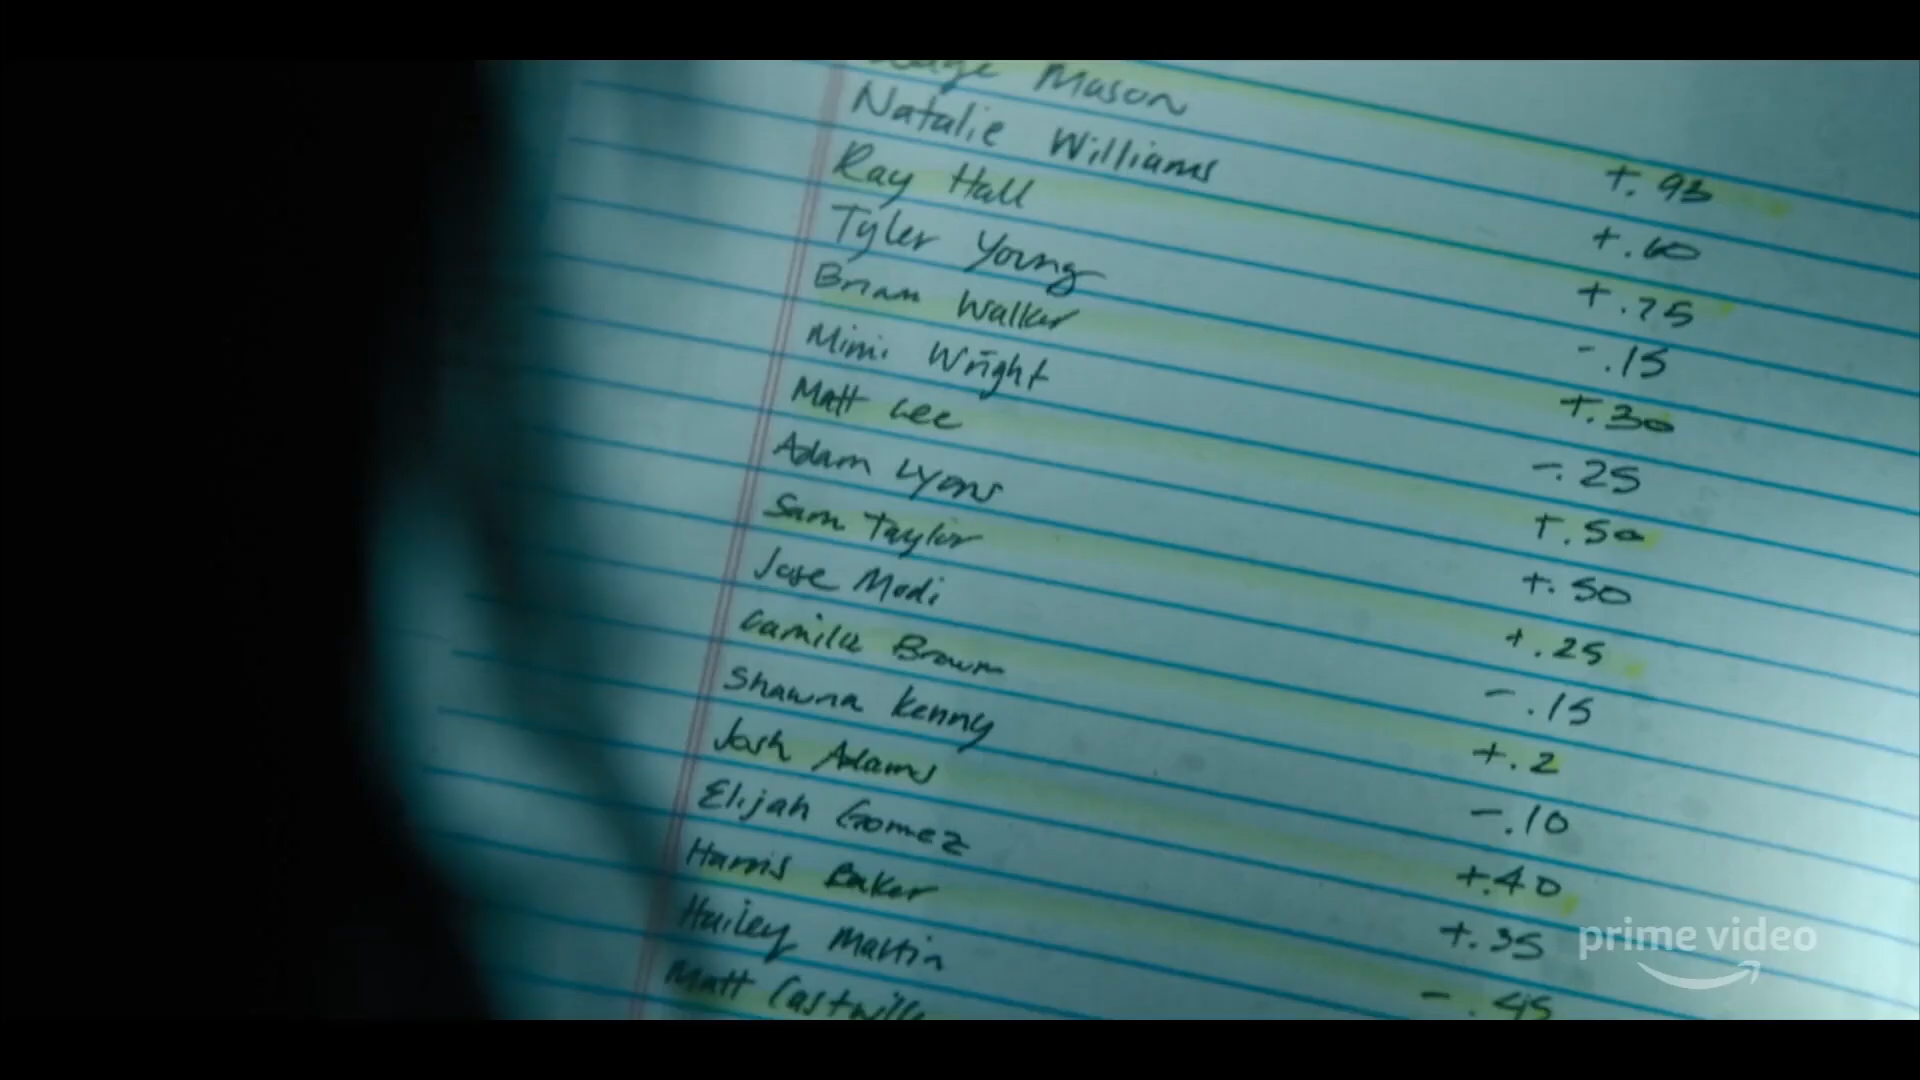 Mason +.93
Natalie Williams +.60
Ray Hall +.75
Tyler Young -.15
Brian Walker +.30
Mimi Wright -.25
Matt Lee +.50
Adam Lyons +.50
Sam Taylor +.25
Jose Modi -.15
Camila Brown +.2
Shawna Kenny -.10
Josh Adams +.40
Elijah Gomez +.35
Harris Baker -.45
Hailey Martin
Matt
prime video